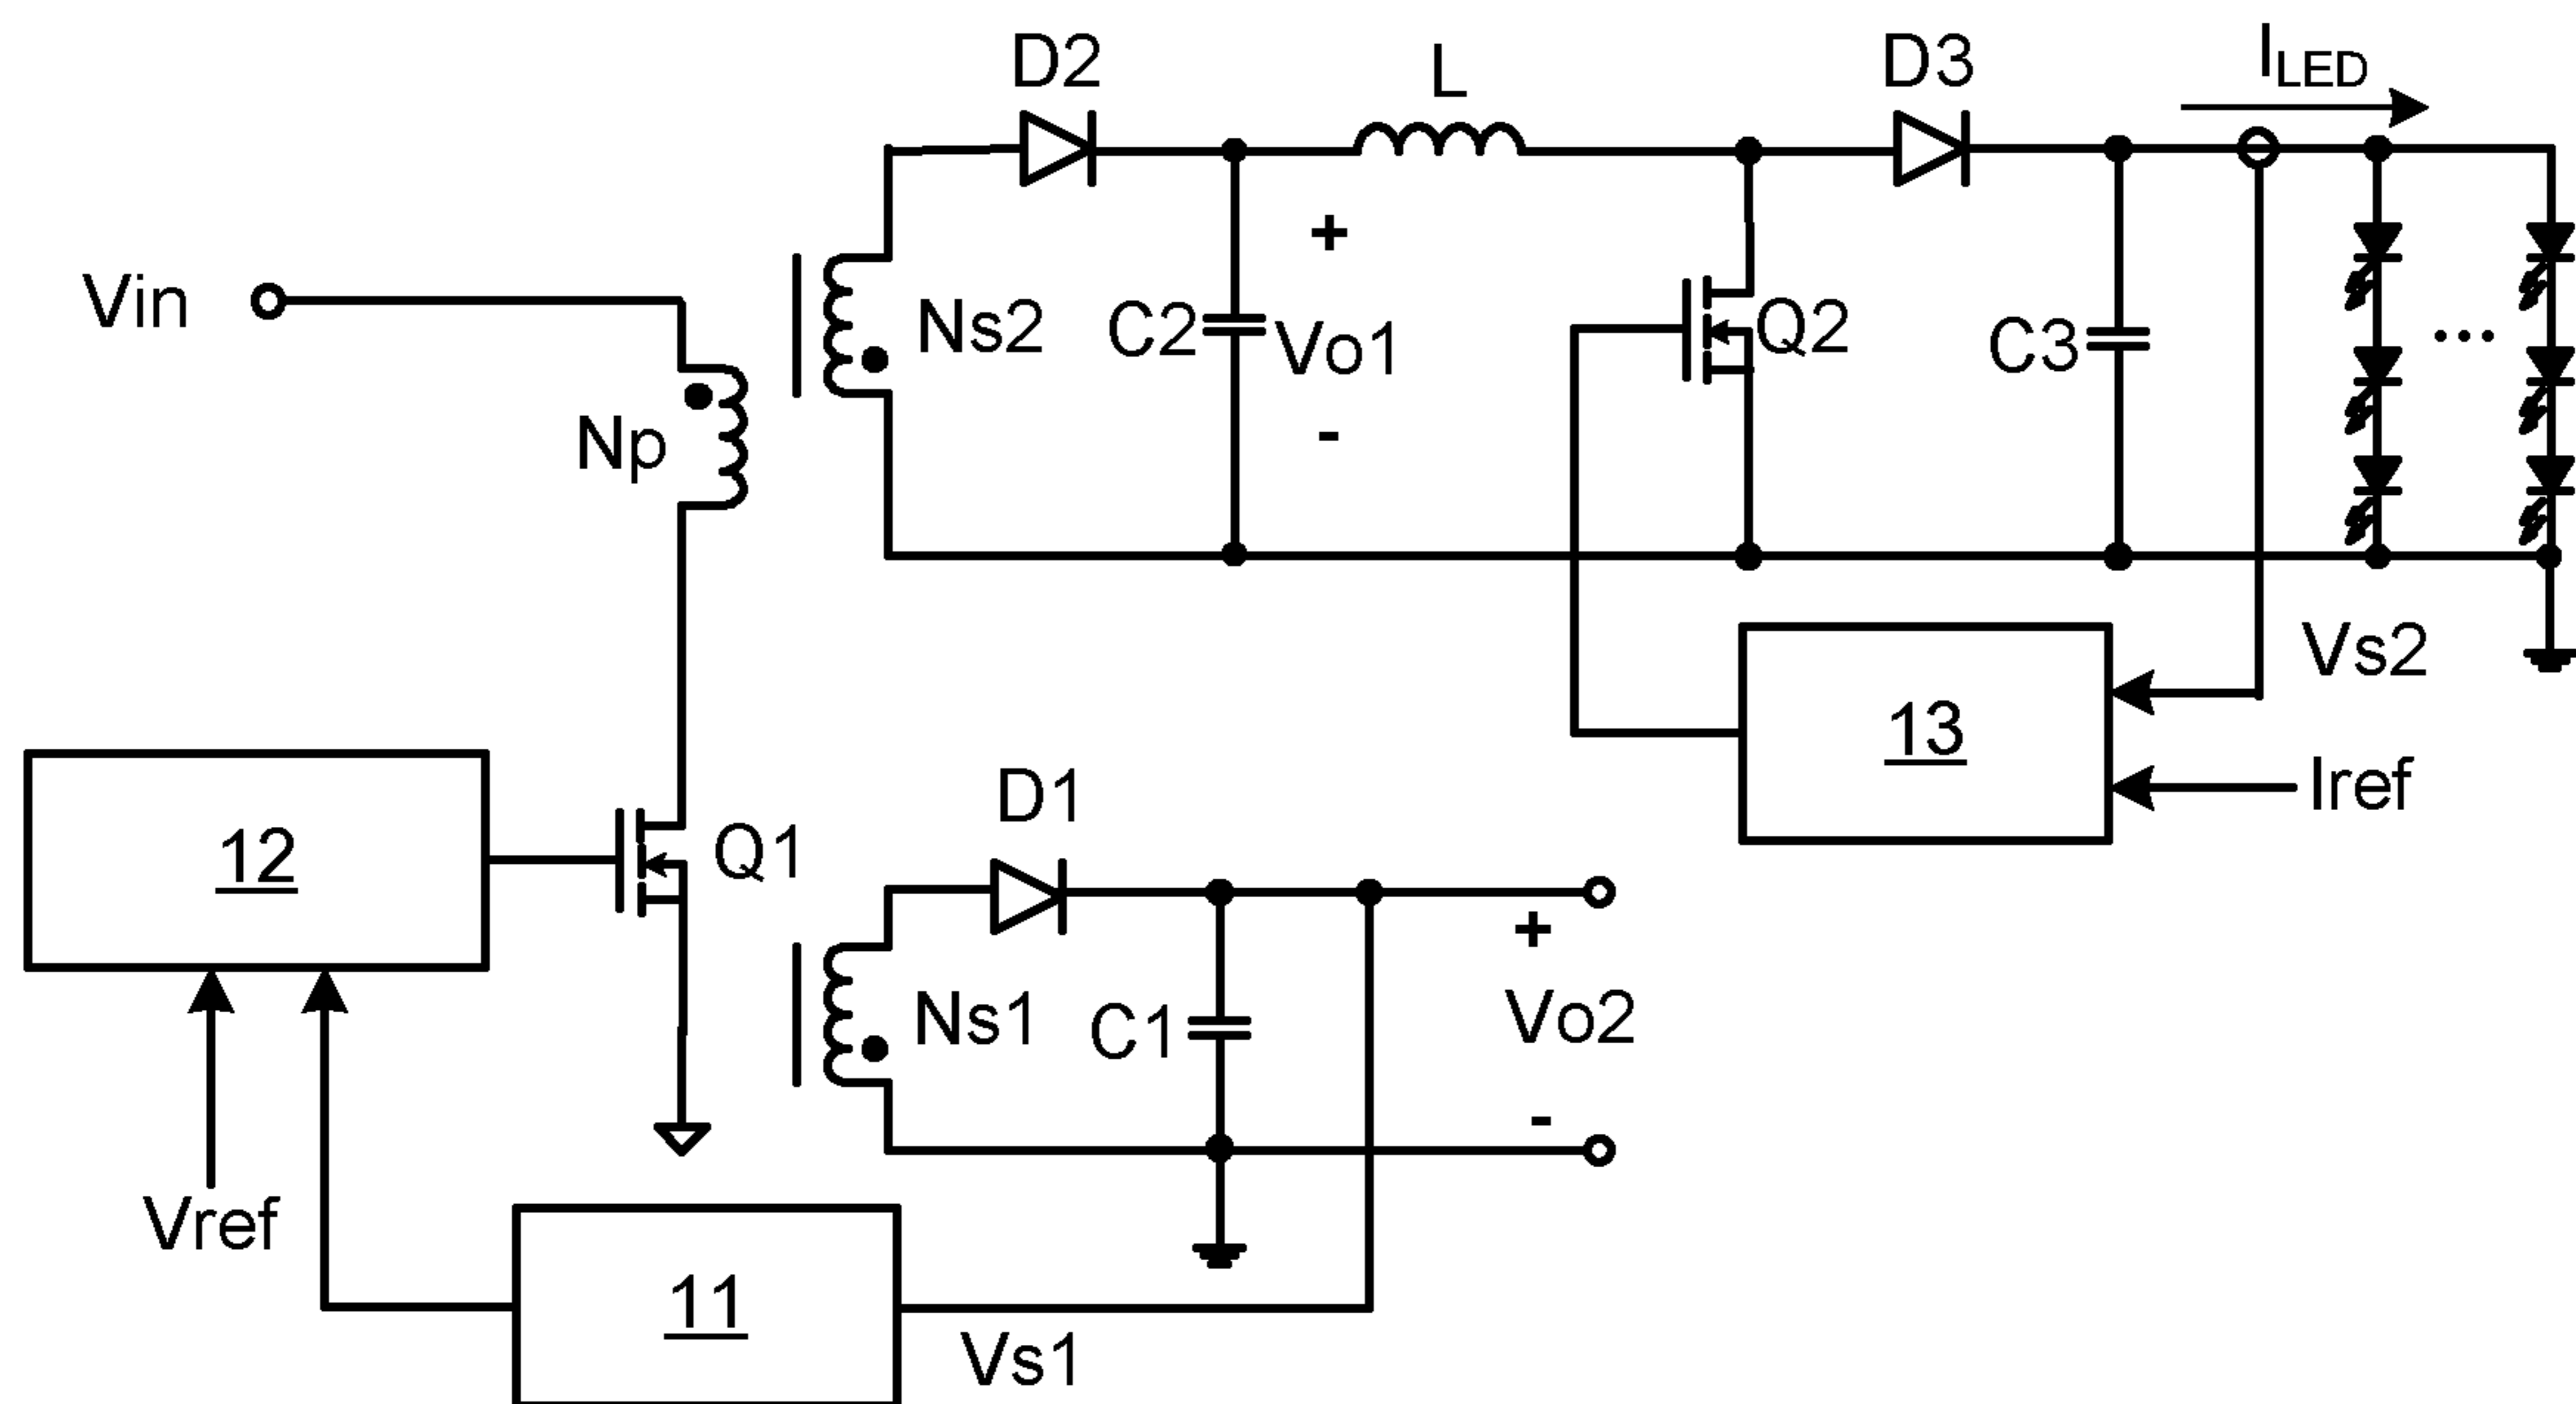 D2
L
D3
I_LED
Vin
Ns2
C2
+
Vo1
-
Q2
C3
...
Np
Vs2
13
Iref
D1
12
Q1
+
Ns1
C1
Vo2
-
Vref
11
Vs1